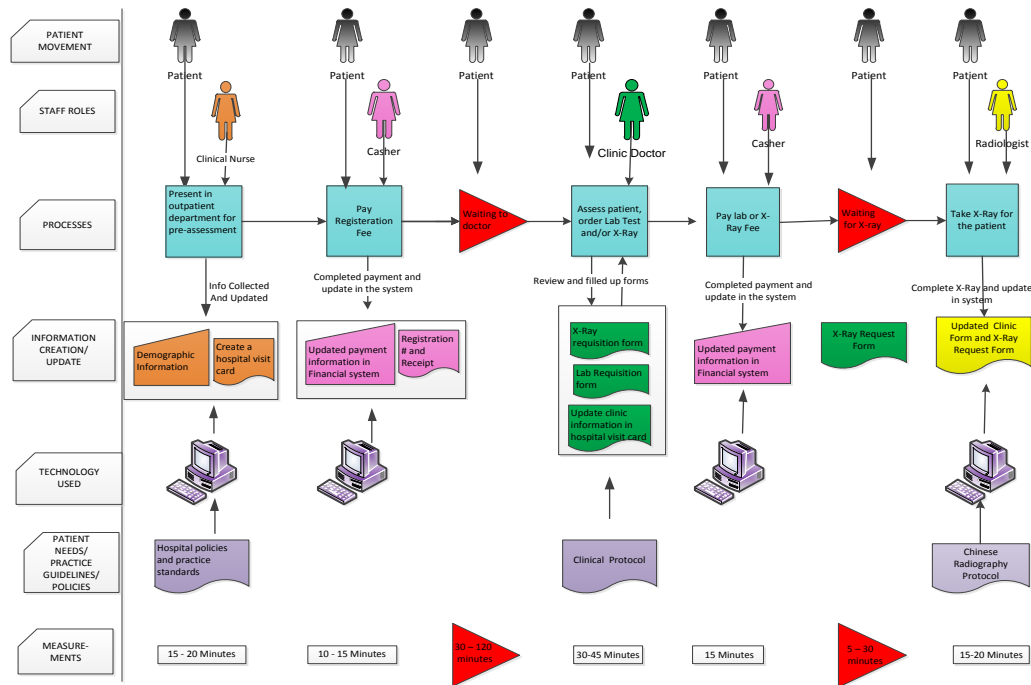 PATIENT
MOVEMENT
Patient
Patient
Patient
Patient
Patient
Patient
Patient
STAFF ROLES
Clinical Nurse
Casher
Clinic Doctor
Casher
Radiologist
PROCESSES
Present in
outpatient
department for
pre-assessment
Pay
Registration
Fee
Waiting to
doctor
Assess patient,
order Lab Test
and/or X-Ray
Pay lab or X-
Ray Fee
Waiting
for X-ray
Take X-Ray for
the patient
Info Collected
And Updated
Completed payment and
update in the system
Review and filled up forms
Completed payment and
update in the system
Complete X-Ray and update
in system
INFORMATION
CREATION/
UPDATE
Demographic
Information
Create a
hospital visit
card
Updated payment
information in
Financial system
Registration
# and
Receipt
X-Ray
requisition form
Lab Requisition
form
Update clinic
information in
hospital visit card
Updated payment
information in
Financial system
X-Ray Request
Form
Updated Clinic
Form and X-Ray
Request Form
TECHNOLOGY
USED
PATIENT
NEEDS/
PRACTICE
GUIDELINES/
POLICIES
Hospital policies
and practice
standards
Clinical Protocol
Chinese
Radiography
Protocol
MEASURE-
MENTS
15 - 20 Minutes
10 - 15 Minutes
30 – 120
minutes
30-45 Minutes
15 Minutes
5 – 30
minutes
15-20 Minutes